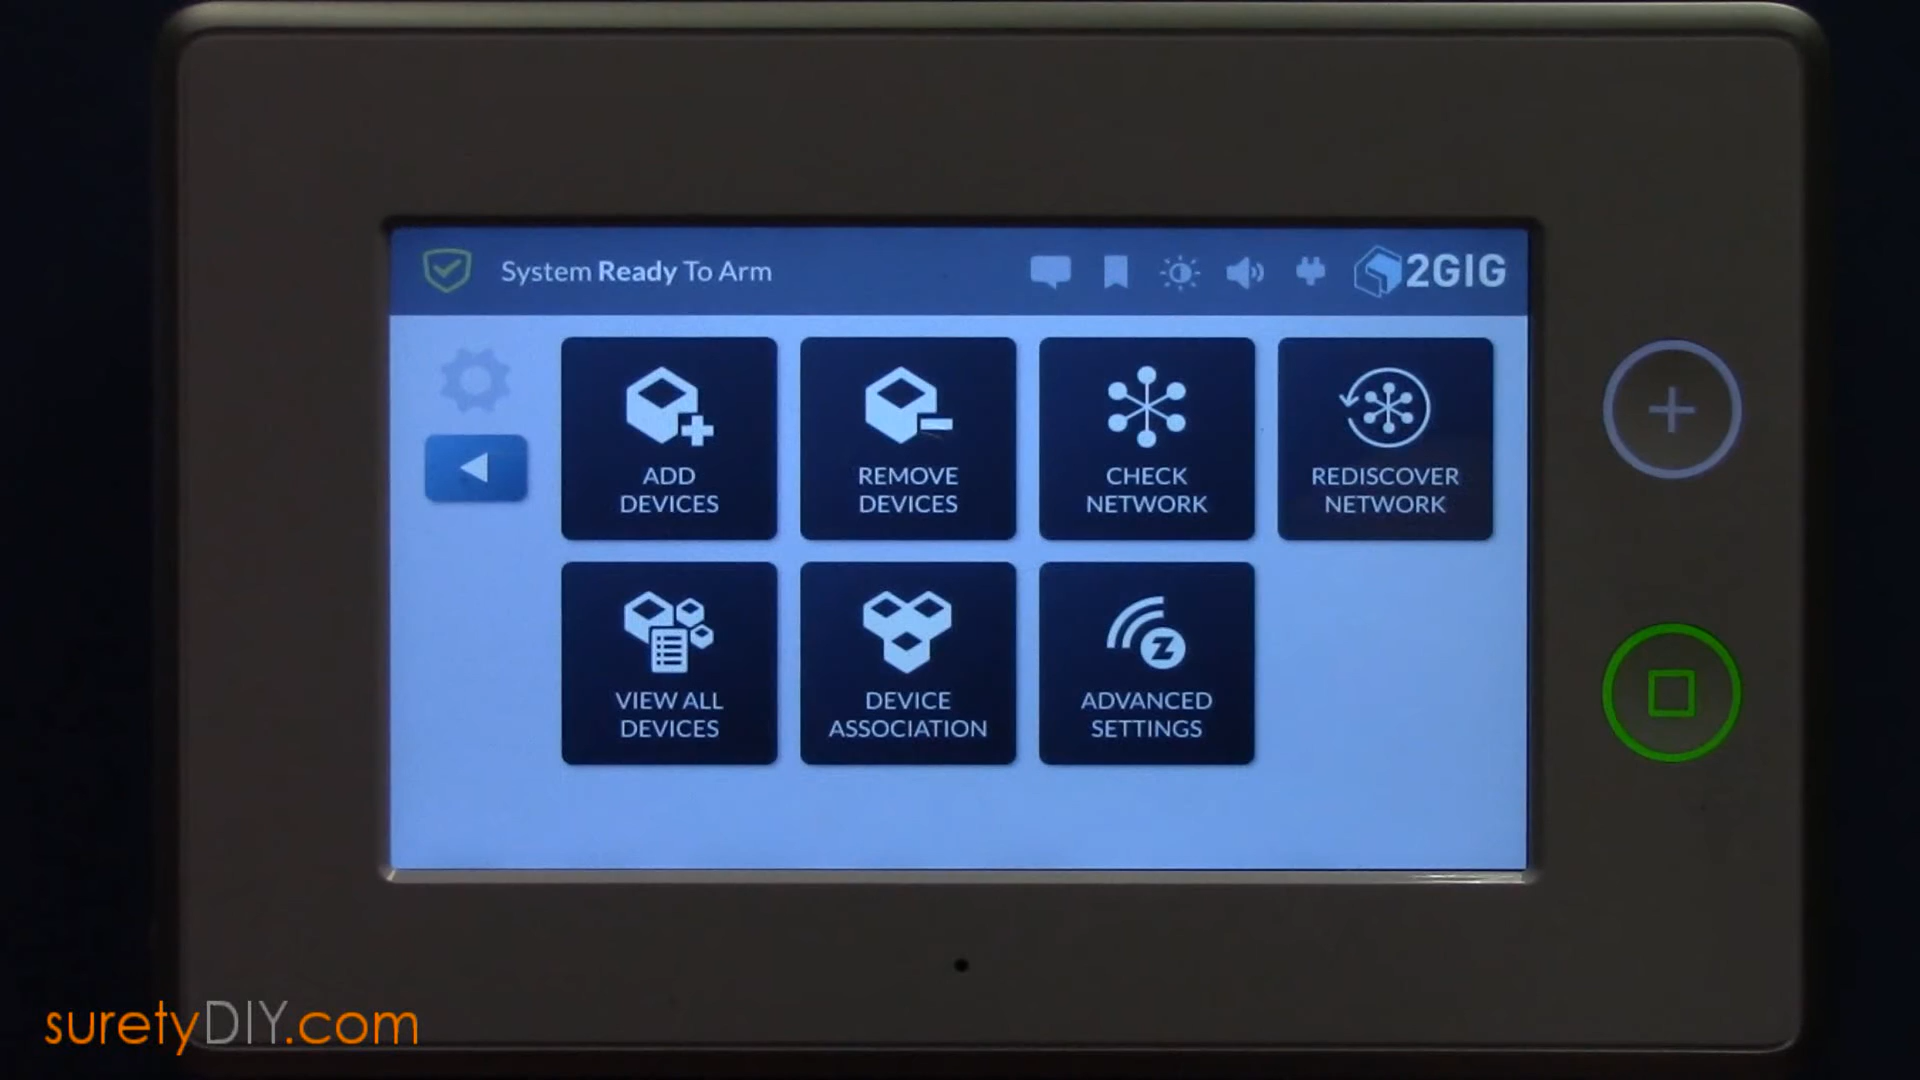 System Ready To Arm
2GIG
ADD
DEVICES
REMOVE
DEVICES
CHECK
NETWORK
REDISCOVER
NETWORK
VIEW ALL
DEVICES
DEVICE
ASSOCIATION
Z
ADVANCED
SETTINGS
suretyDIY.com